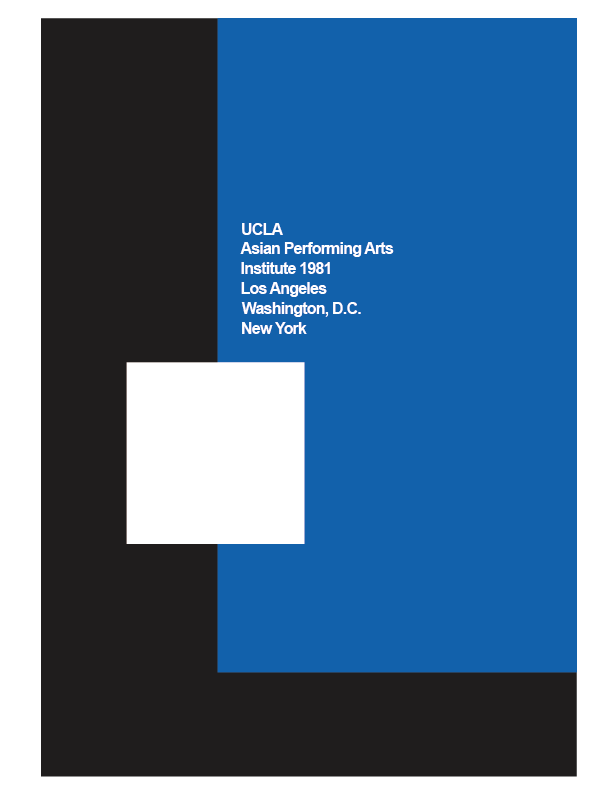 UCLA
Asian Performing Arts
Institute 1981
Los Angeles
Washington, D.C.
New York